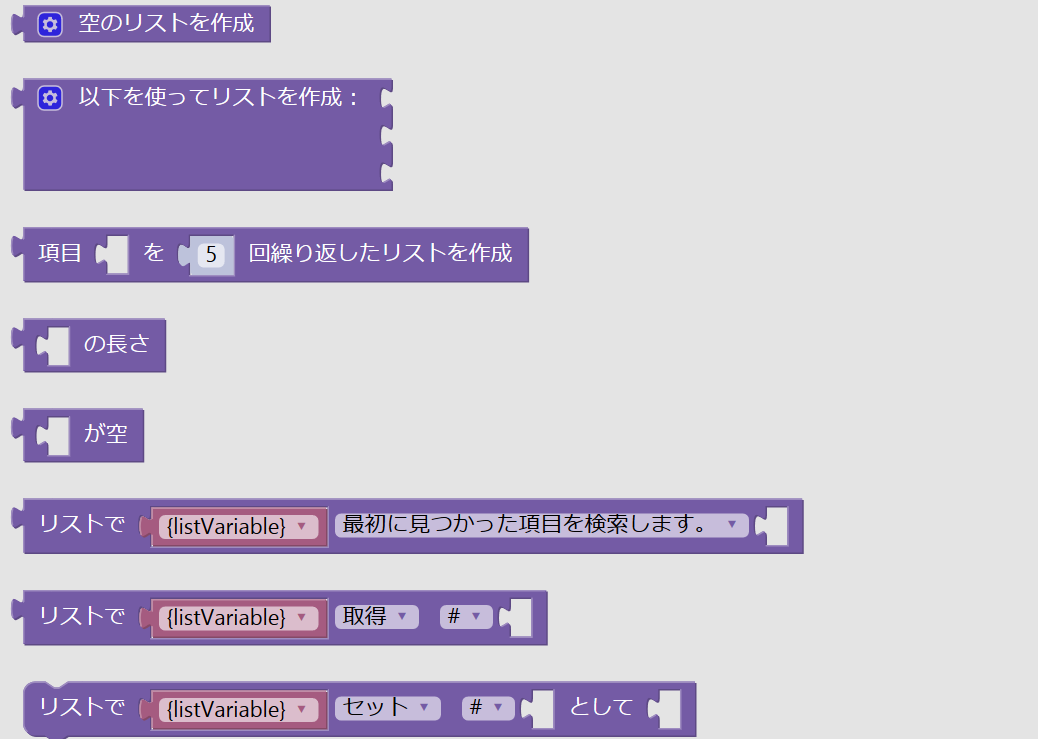 空のリストを作成
以下を使ってリストを作成：
項目 を 5 回繰り返したリストを作成
の長さ
が空
リストで {listVariable} 最初に見つかった項目を検索します。
リストで {listVariable} 取得 #
リストで {listVariable} セット # として